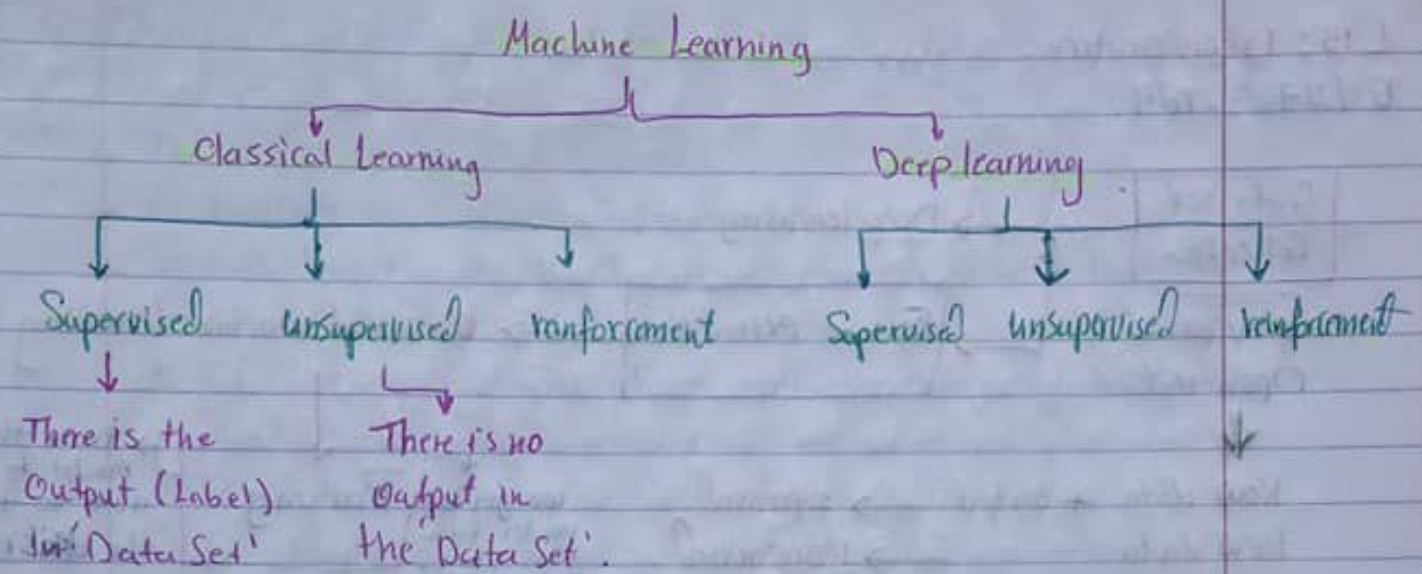 Machine Learning
Classical Learning Deep learning
Supervised unsupervised reinforcement Supervised unsupervised reinforcement
There is the There is no
Output (Label) output in
in 'Data Set' the 'Data Set'.